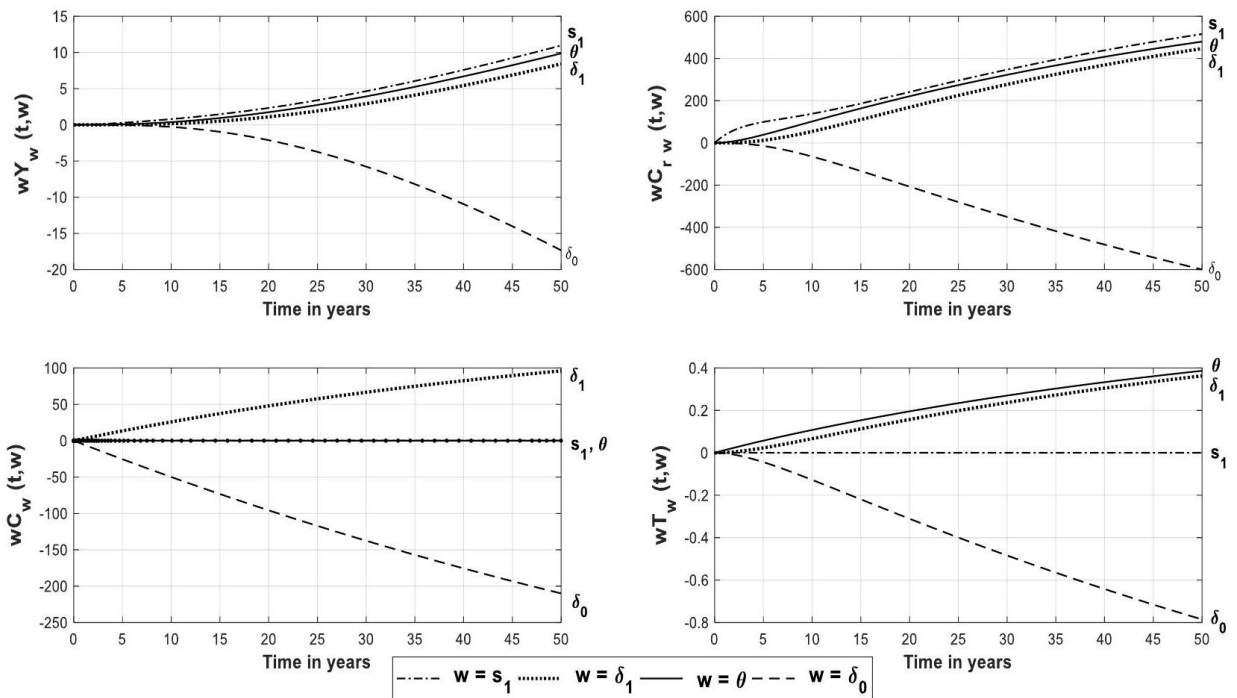 wY_w (t,w)
15
10
5
0
-5
-10
-15
-20
0 5 10 15 20 25 30 35 40 45 50
Time in years
s_1
θ
δ_1
δ_0
wC_r w (t,w)
600
400
200
0
-200
-400
-600
0 5 10 15 20 25 30 35 40 45 50
Time in years
s_1
θ
δ_1
δ_0
wC_w (t,w)
100
50
0
-50
-100
-150
-200
-250
0 5 10 15 20 25 30 35 40 45 50
Time in years
δ_1
s_1, θ
δ_0
wT_w (t,w)
0.4
0.2
0
-0.2
-0.4
-0.6
-0.8
0 5 10 15 20 25 30 35 40 45 50
Time in years
θ
δ_1
s_1
δ_0
w = s_1 w = δ_1 w = θ w = δ_0